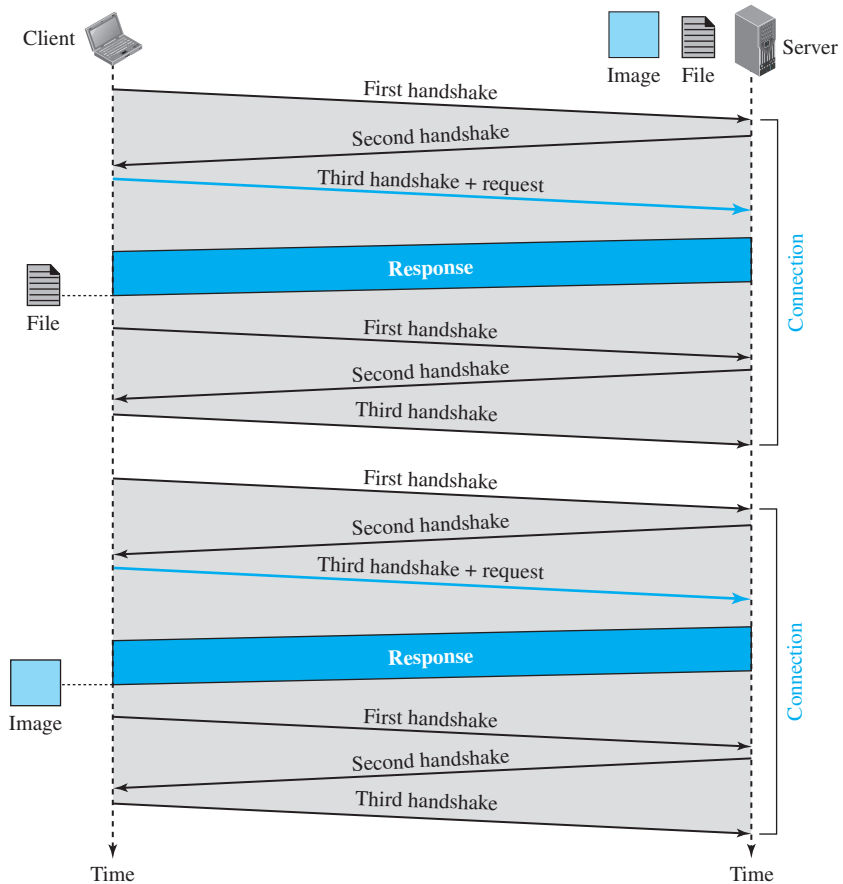 Client
Image
File
Server
First handshake
Second handshake
Third handshake + request
Response
File
First handshake
Second handshake
Third handshake
Connection
First handshake
Second handshake
Third handshake + request
Response
Image
First handshake
Second handshake
Third handshake
Connection
Time
Time